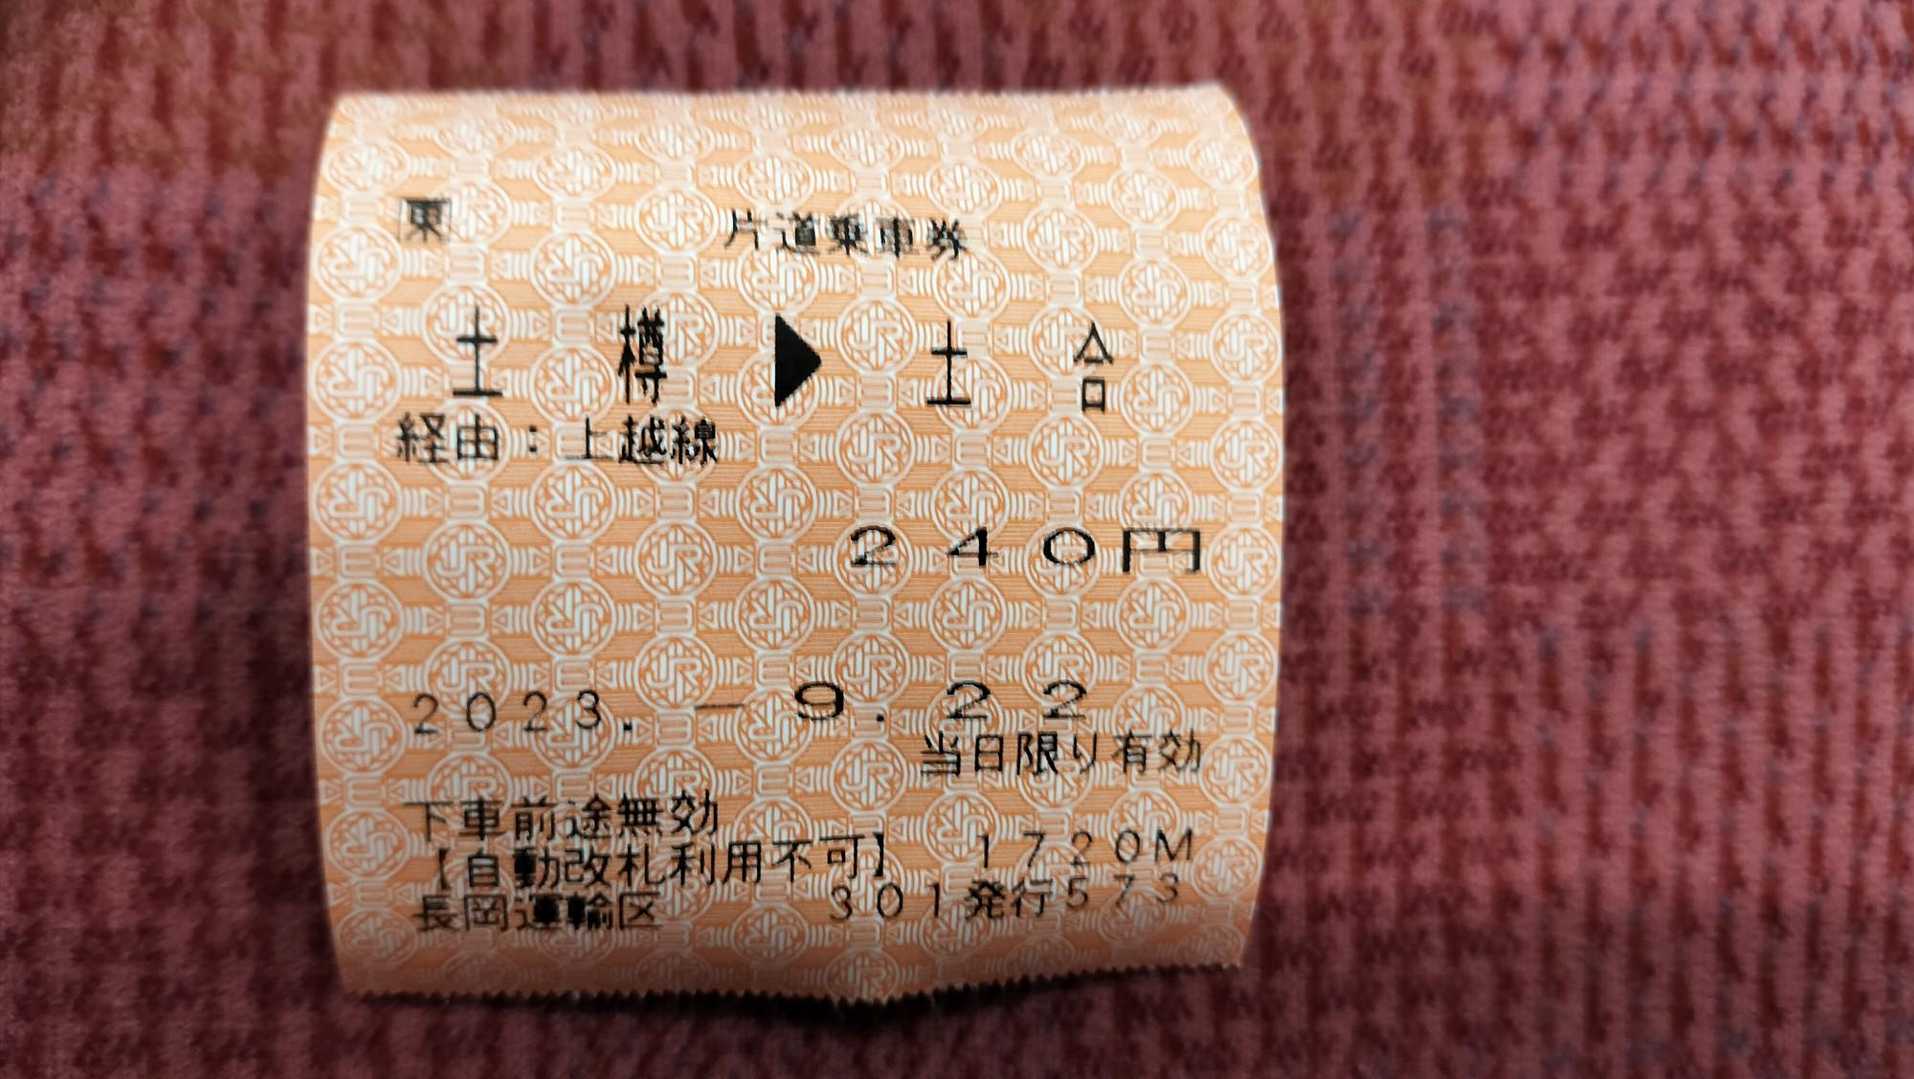 東 片道乗車券
土樽▶土合
経由：上越線
240円
2023.-9.22
当日限り有効
下車前途無効
【自動改札利用不可】 1720M
長岡運輸区 301発行573